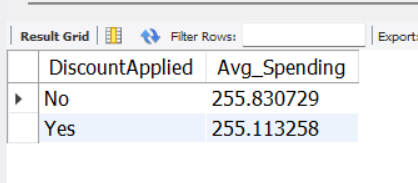 Result Grid Filter Rows: Export:
DiscountApplied Avg_Spending
No 255.830729
Yes 255.113258